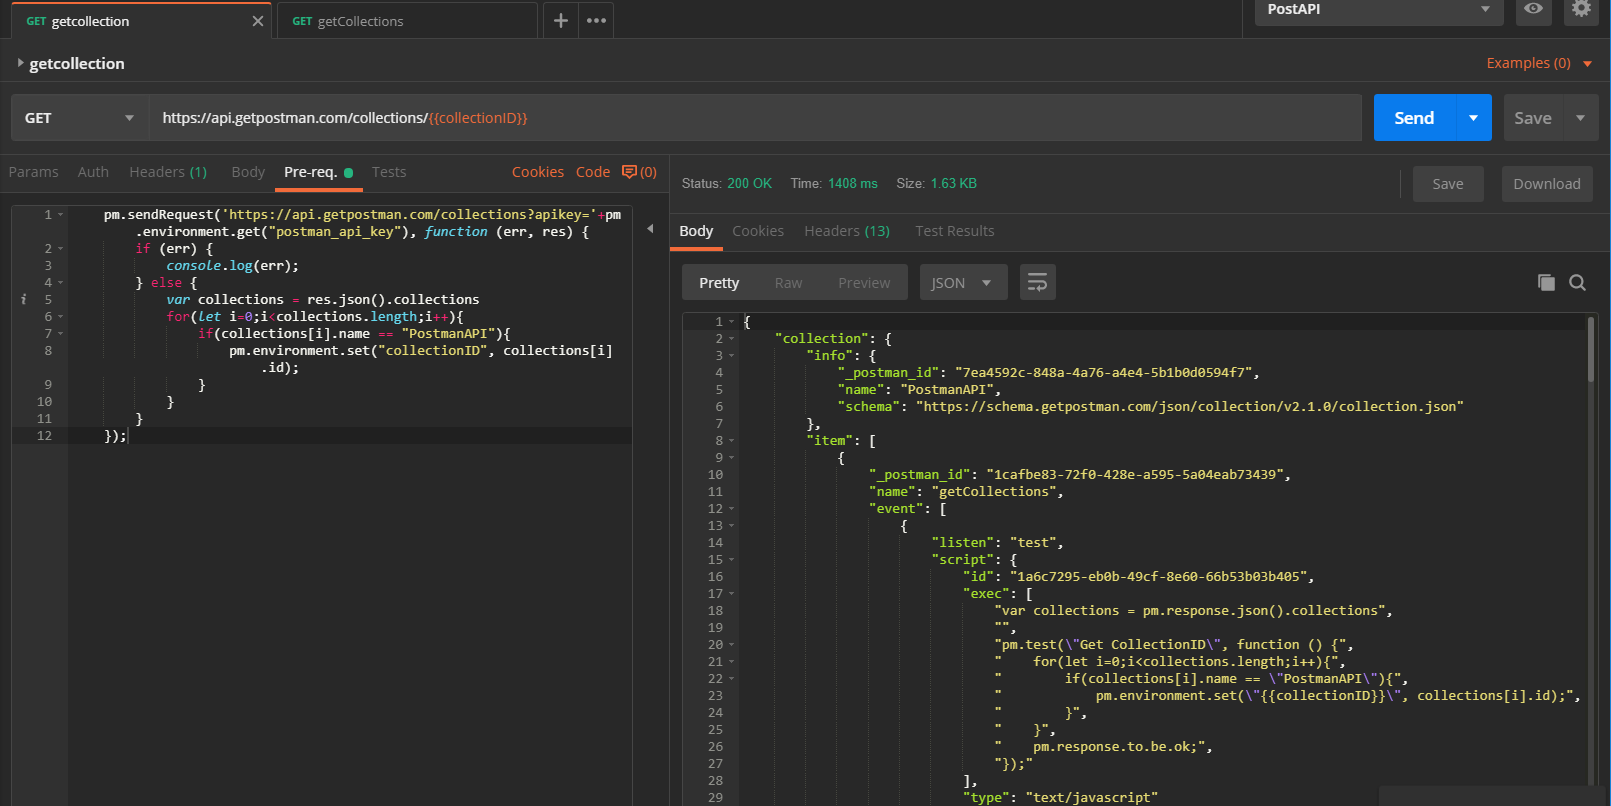 GET getcollection
GET getCollections
PostAPI
getcollection
Examples (0)
GET
https://api.getpostman.com/collections/{{collectionID}}
Send
Save
Params Auth Headers (1) Body Pre-req. Tests
Cookies Code (0)
1 pm.sendRequest('https://api.getpostman.com/collections?apikey='+pm
.environment.get("postman_api_key"), function (err, res) {
2 if (err) {
3 console.log(err);
4 } else {
5 var collections = res.json().collections
6 for(let i=0;i<collections.length;i++){
7 if(collections[i].name == "PostmanAPI"){
8 pm.environment.set("collectionID", collections[i]
.id);
9 }
10 }
11 }
12 });
Status: 200 OK Time: 1408 ms Size: 1.63 KB
Save
Download
Body Cookies Headers (13) Test Results
Pretty Raw Preview JSON
1 {
2 "collection": {
3 "info": {
4 "_postman_id": "7ea4592c-848a-4a76-a4e4-5b1b0d0594f7",
5 "name": "PostmanAPI",
6 "schema": "https://schema.getpostman.com/json/collection/v2.1.0/collection.json"
7 },
8 "item": [
9 {
10 "_postman_id": "1cafbe83-72f0-428e-a595-5a04eab73439",
11 "name": "getCollections",
12 "event": [
13 {
14 "listen": "test",
15 "script": {
16 "id": "1a6c7295-eb0b-49cf-8e60-66b53b03b405",
17 "exec": [
18 "var collections = pm.response.json().collections",
19 "",
20 "pm.test(\"Get CollectionID\", function () {",
21 " for(let i=0;i<collections.length;i++){",
22 " if(collections[i].name == \"PostmanAPI\"){",
23 " pm.environment.set(\"{{collectionID}}\", collections[i].id);",
24 " }",
25 " }",
26 " pm.response.to.be.ok;",
27 "});"
28 ],
29 "type": "text/javascript"